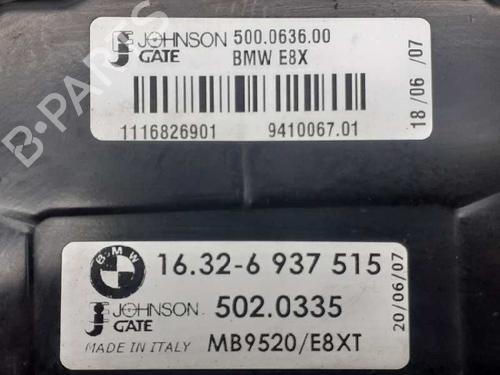 B-PARTS
JOHNSON 500.0636.00
GATE BMW E8X
1116826901 9410067.01
18/06/07
BMW
16.32-6 937 515
JOHNSON 502.0335
GATE
MADE IN ITALY MB9520/E8XT
20/06/07